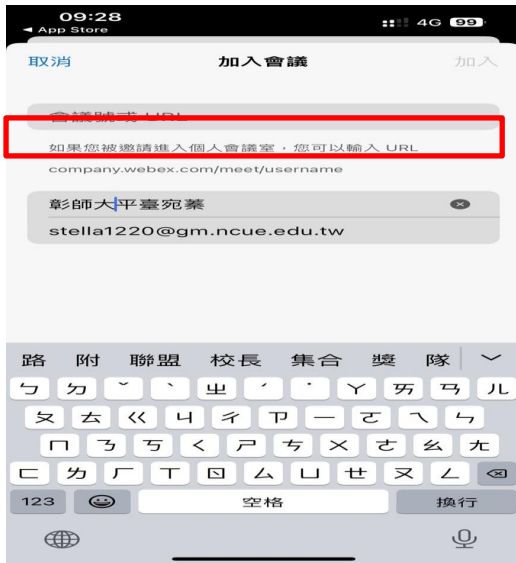 09:28
◀ App Store
4G 99
取消 加入會議 加入
會議號或 URL
如果您被邀請進入個人會議室，您可以輸入 URL
company.webex.com/meet/username
彰師大平臺宛蓁
stella1220@gm.ncue.edu.tw
路 附 聯盟 校長 集合 獎 隊
ㄅ ㄉ ˇ ˋ ㄓ ˊ ˙ ㄚ ㄞ ㄢ ㄦ
ㄆ ㄊ ㄍ ㄐ ㄔ ㄗ ㄧ ㄛ ㄟ ㄣ
ㄇ ㄋ ㄎ ㄑ ㄕ ㄘ ㄨ ㄜ ㄠ ㄤ
ㄈ ㄌ ㄏ ㄒ ㄖ ㄙ ㄩ ㄝ ㄡ ㄥ
123 空格 換行